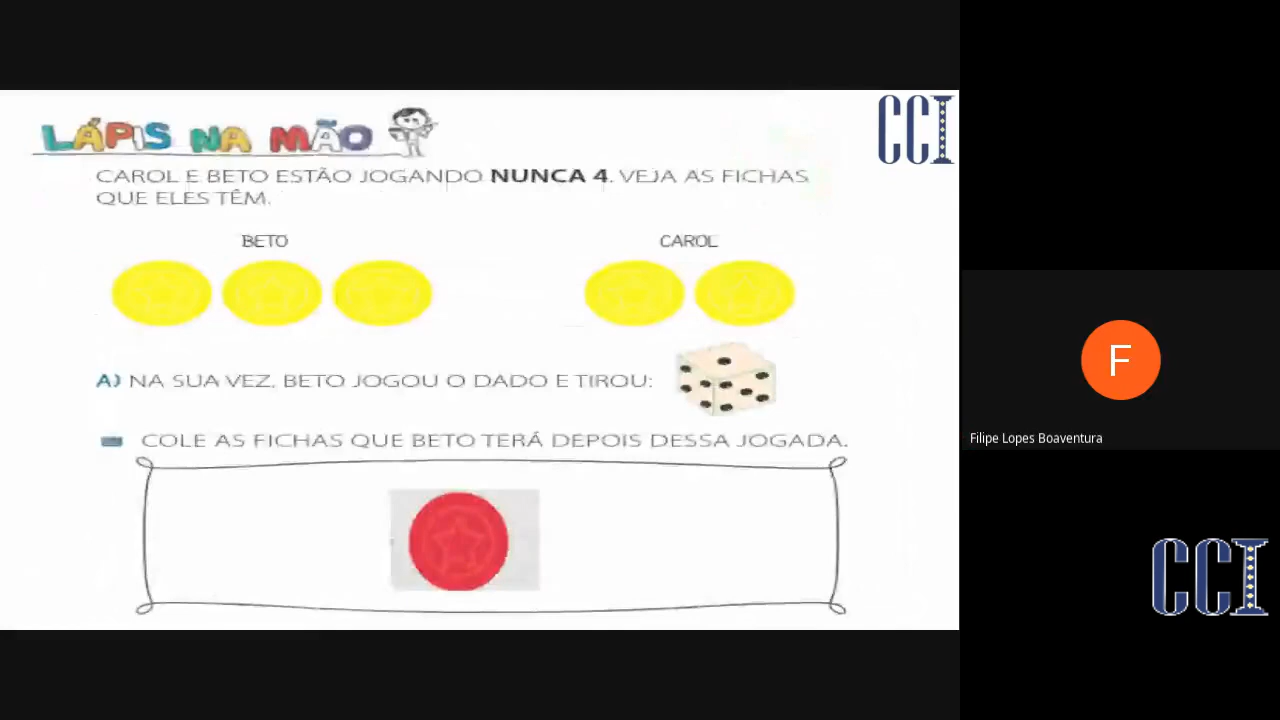 LÁPIS NA MÃO
CCI
CAROL E BETO ESTÃO JOGANDO NUNCA 4. VEJA AS FICHAS
QUE ELES TÊM.
BETO
CAROL
A) NA SUA VEZ, BETO JOGOU O DADO E TIROU:
COLE AS FICHAS QUE BETO TERÁ DEPOIS DESSA JOGADA.
F
Filipe Lopes Boaventura
CCI